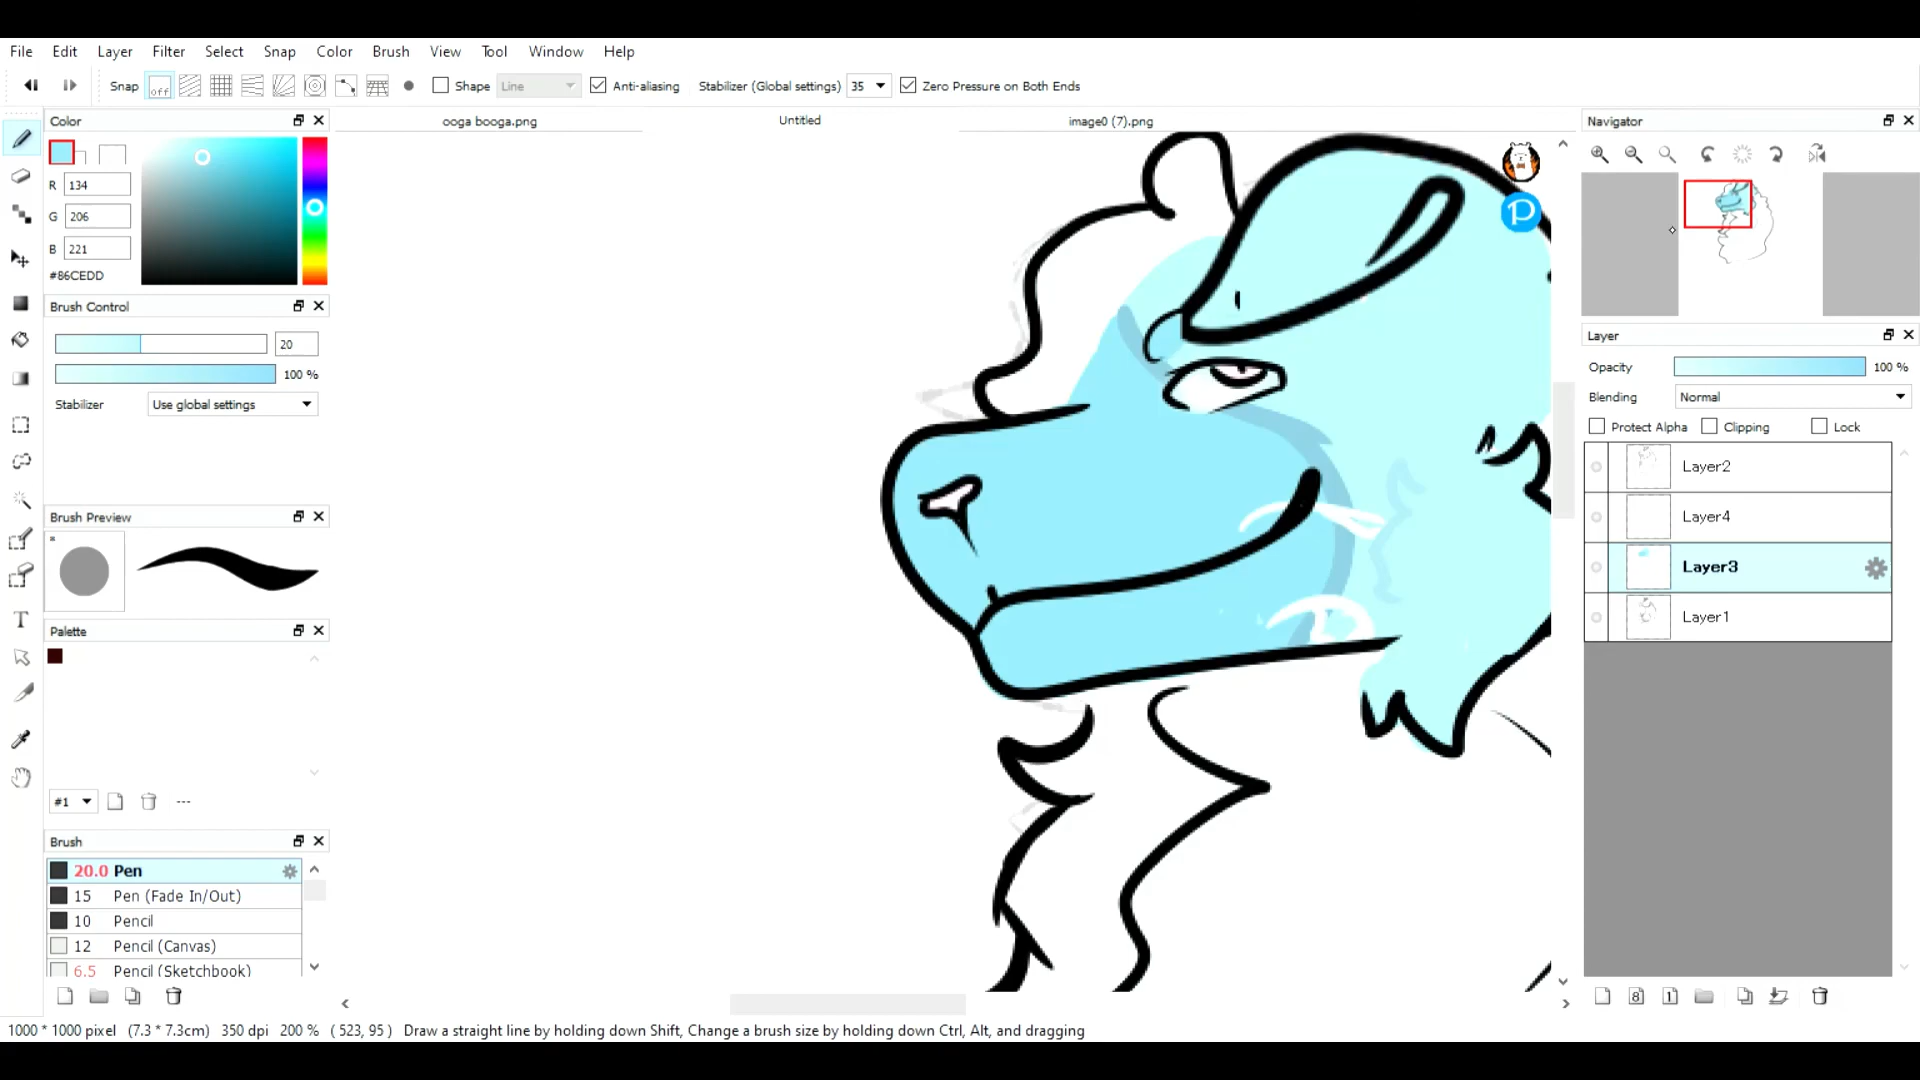 File Edit Layer Filter Select Snap Color Brush View Tool Window Help
Snap off Shape Line Anti-aliasing Stabilizer (Global settings) 35 Zero Pressure on Both Ends
Color
ooga booga.png
Untitled
image0 (7).png
Navigator
R 134
G 206
B 221
#86CEDD
Brush Control
20
100 %
Stabilizer Use global settings
Brush Preview
Palette
#1
Brush
20.0 Pen
15 Pen (Fade In/Out)
10 Pencil
12 Pencil (Canvas)
6.5 Pencil (Sketchbook)
P
Layer
Opacity 100 %
Blending Normal
Protect Alpha Clipping Lock
Layer2
Layer4
Layer3
Layer1
8 1
T
1000 * 1000 pixel (7.3 * 7.3cm) 350 dpi 200 % ( 523, 95 ) Draw a straight line by holding down Shift, Change a brush size by holding down Ctrl, Alt, and dragging